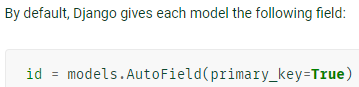 By default, Django gives each model the following field:
id = models.AutoField(primary_key=True)